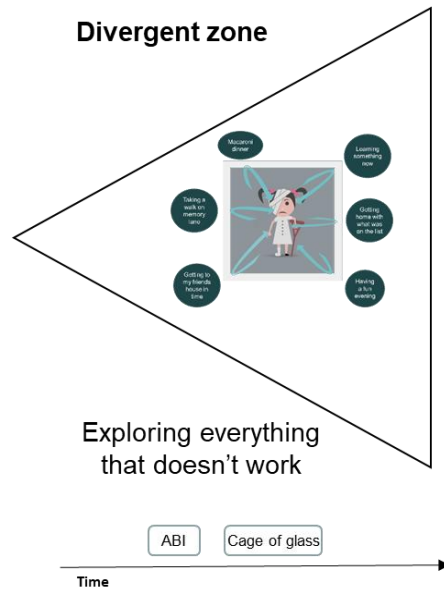 Divergent zone
Macaroni
dinner
Learning
something
new
Taking a
walk on
memory
lane
Getting
home with
what was
on the list
Getting to
my friends
house in
time
Having
a fun
evening
Exploring everything
that doesn’t work
ABI
Cage of glass
Time